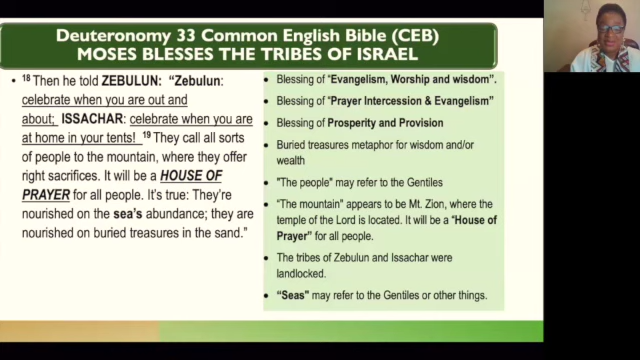 Deuteronomy 33 Common English Bible (CEB)
MOSES BLESSES THE TRIBES OF ISRAEL
• 18 Then he told ZEBULUN: "Zebulun:
celebrate when you are out and
about; ISSACHAR: celebrate when you are
at home in your tents! 19 They call all sorts
of people to the mountain, where they offer
right sacrifices. It will be a HOUSE OF
PRAYER for all people. It's true: They're
nourished on the sea's abundance; they are
nourished on buried treasures in the sand."
• Blessing of "Evangelism, Worship and wisdom".
• Blessing of "Prayer Intercession & Evangelism"
• Blessing of Prosperity and Provision
• Buried treasures metaphor for wisdom and/or
wealth
• "The people" may refer to the Gentiles
• "The mountain" appears to be Mt. Zion, where the
temple of the Lord is located. It will be a "House of
Prayer" for all people.
• The tribes of Zebulun and Issachar were
landlocked.
• "Seas" may refer to the Gentiles or other things.